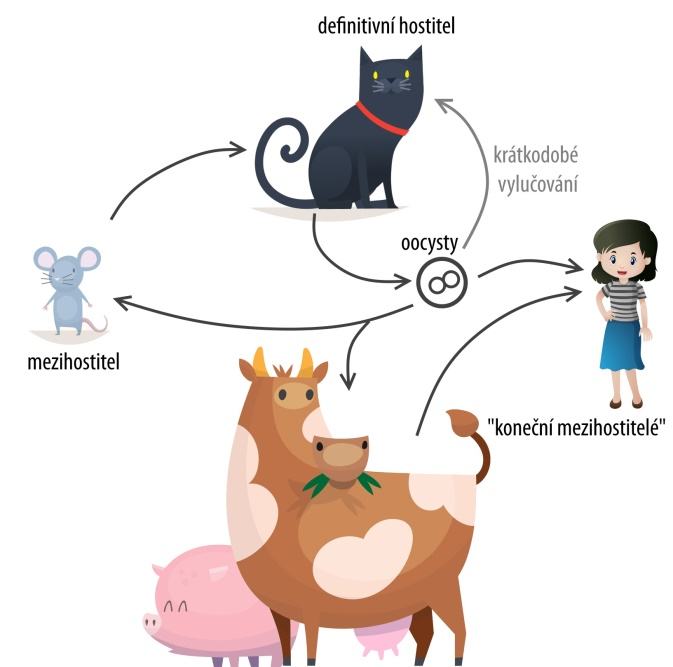 definitivní hostitel
krátkodobé
vylučování
oocysty
mezihostitel
"koneční mezihostitelé"